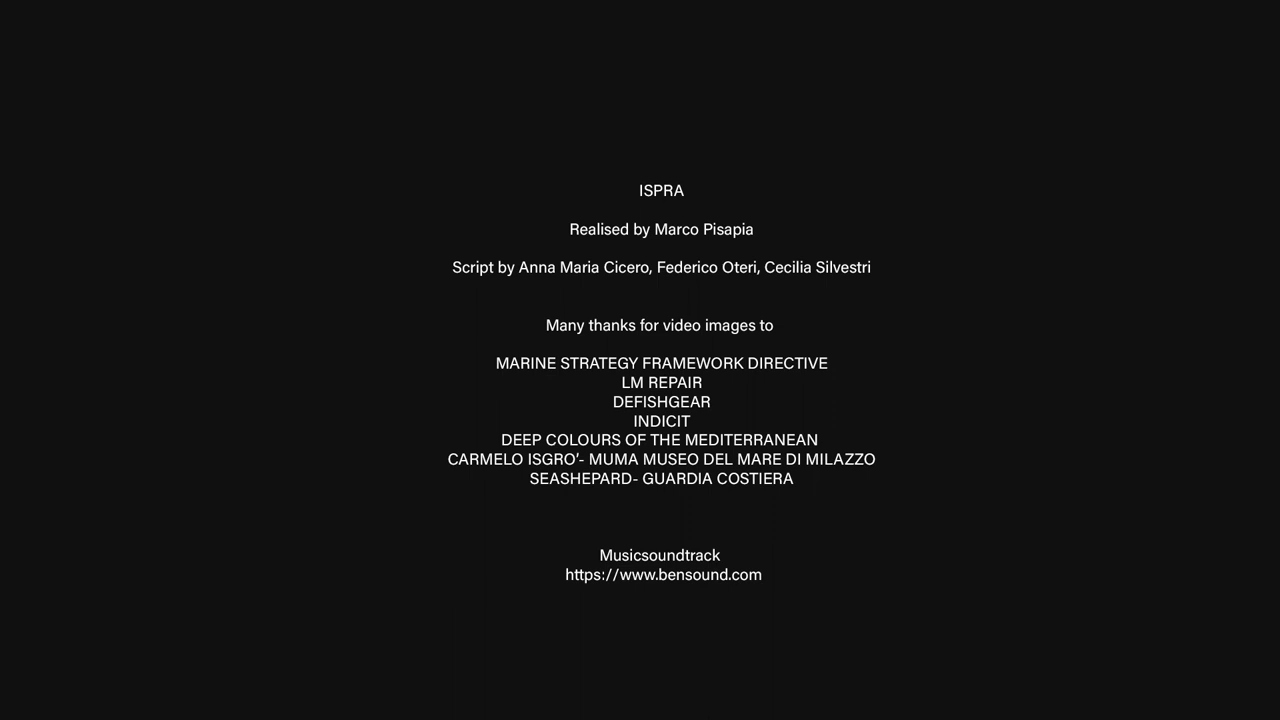 ISPRA
Realised by Marco Pisapia
Script by Anna Maria Cicero, Federico Oteri, Cecilia Silvestri
Many thanks for video images to
MARINE STRATEGY FRAMEWORK DIRECTIVE
LM REPAIR
DEFISHGEAR
INDICIT
DEEP COLOURS OF THE MEDITERRANEAN
CARMELO ISGRO'- MUMA MUSEO DEL MARE DI MILAZZO
SEASHEPARD- GUARDIA COSTIERA
Musicsoundtrack
https://www.bensound.com